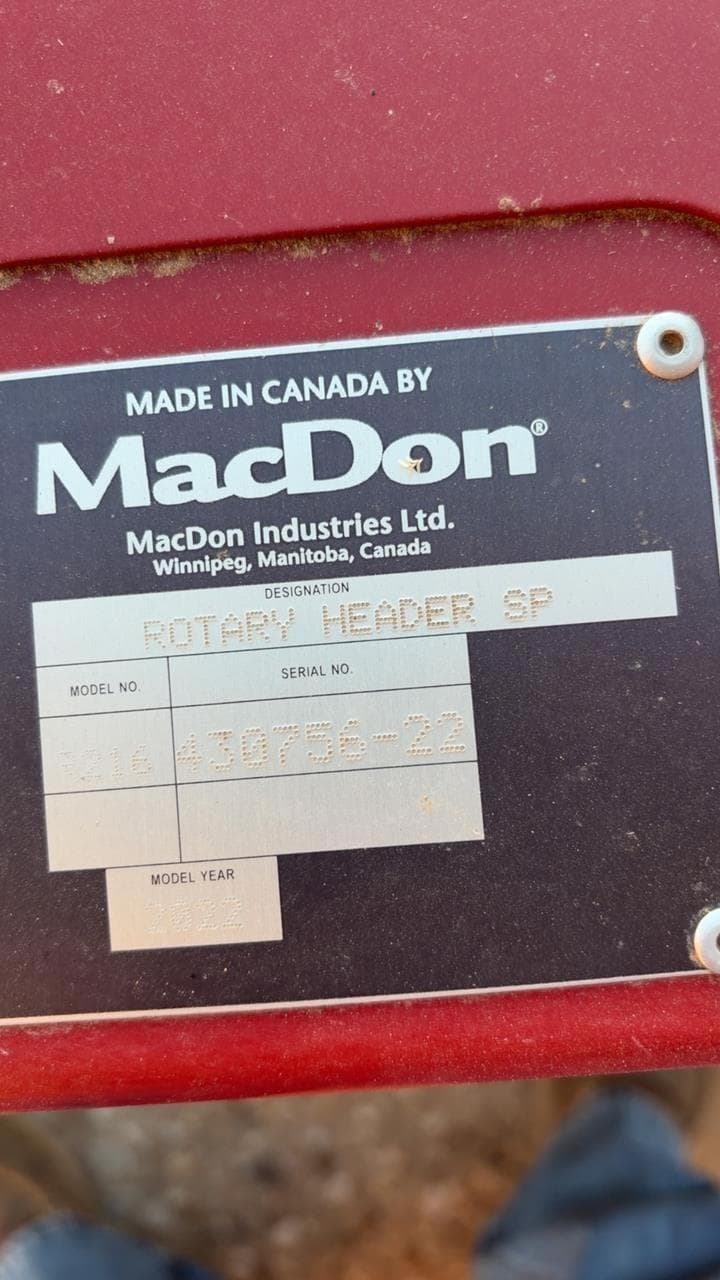 MADE IN CANADA BY
MacDon®
MacDon Industries Ltd.
Winnipeg, Manitoba, Canada
DESIGNATION
ROTARY HEADER SP
MODEL NO. SERIAL NO.
R216 430756-22
MODEL YEAR
2022